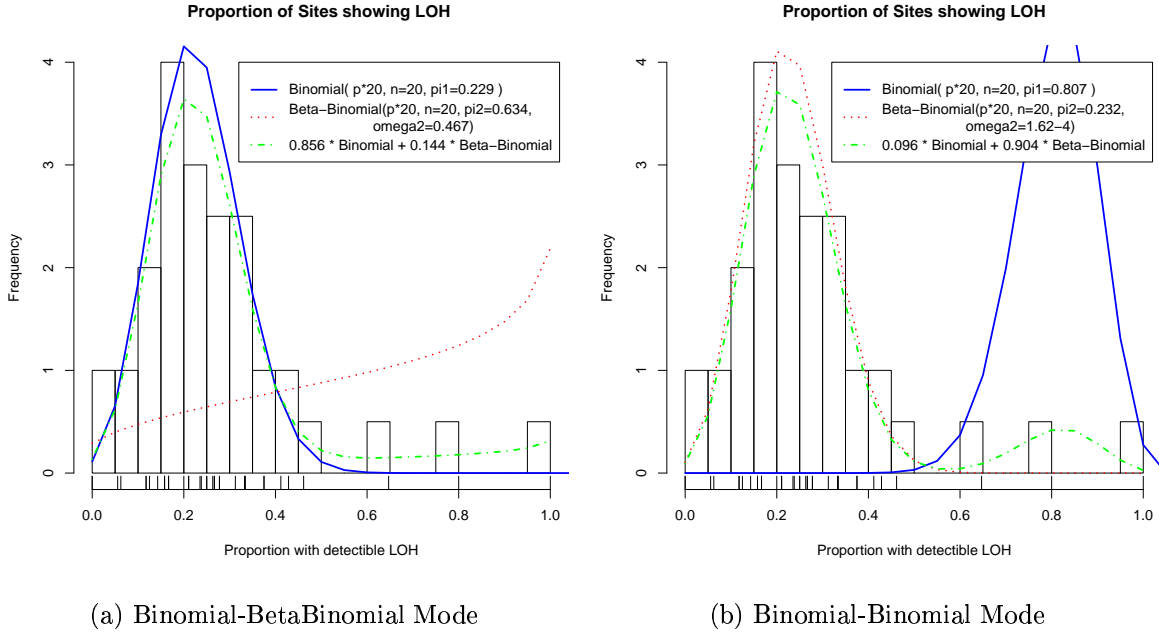 Proportion of Sites showing LOH
4
3
2
1
0
Frequency
Binomial( p*20, n=20, pi1=0.229 )
Beta−Binomial(p*20, n=20, pi2=0.634,
omega2=0.467)
0.856 * Binomial + 0.144 * Beta−Binomial
0.0 0.2 0.4 0.6 0.8 1.0
Proportion with detectible LOH
(a) Binomial-BetaBinomial Mode
Proportion of Sites showing LOH
4
3
2
1
0
Frequency
Binomial( p*20, n=20, pi1=0.807 )
Beta−Binomial(p*20, n=20, pi2=0.232,
omega2=1.62−4)
0.096 * Binomial + 0.904 * Beta−Binomial
0.0 0.2 0.4 0.6 0.8 1.0
Proportion with detectible LOH
(b) Binomial-Binomial Mode